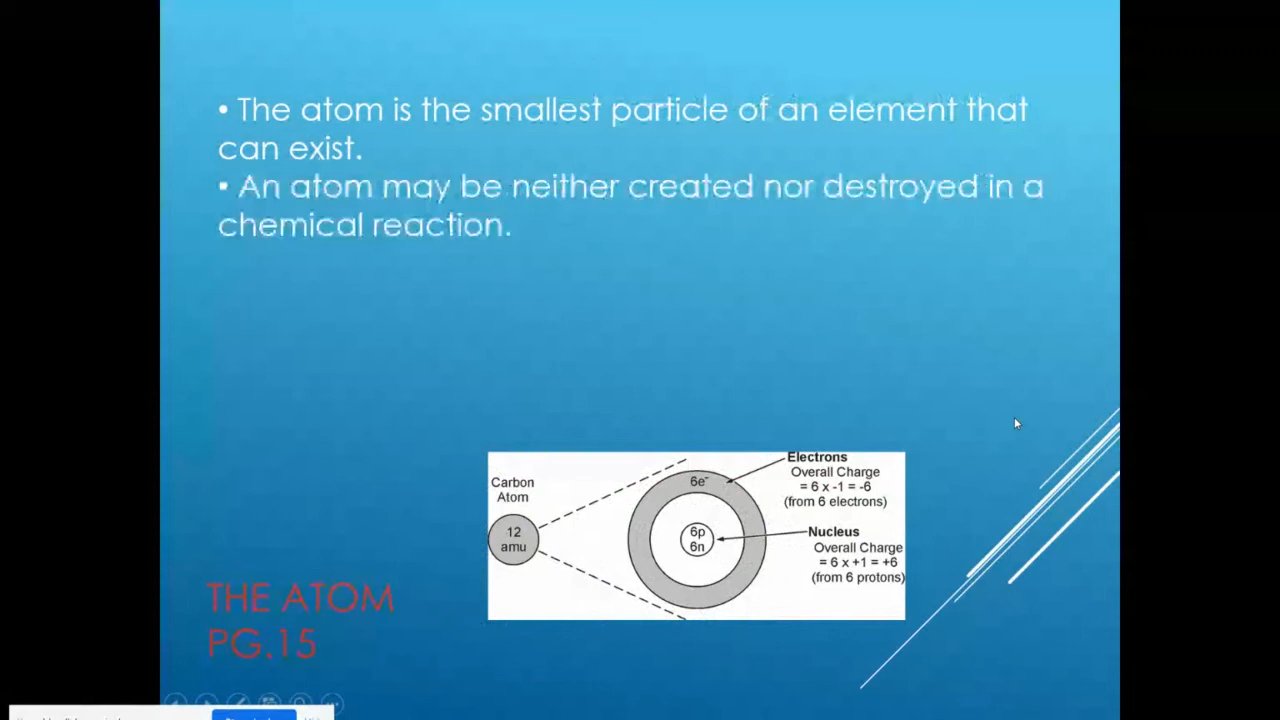 • The atom is the smallest particle of an element that
can exist.
• An atom may be neither created nor destroyed in a
chemical reaction.
Carbon
Atom
12
amu
6e⁻
6p
6n
Electrons
Overall Charge
= 6 x -1 = -6
(from 6 electrons)
Nucleus
Overall Charge
= 6 x +1 = +6
(from 6 protons)
THE ATOM
PG.15